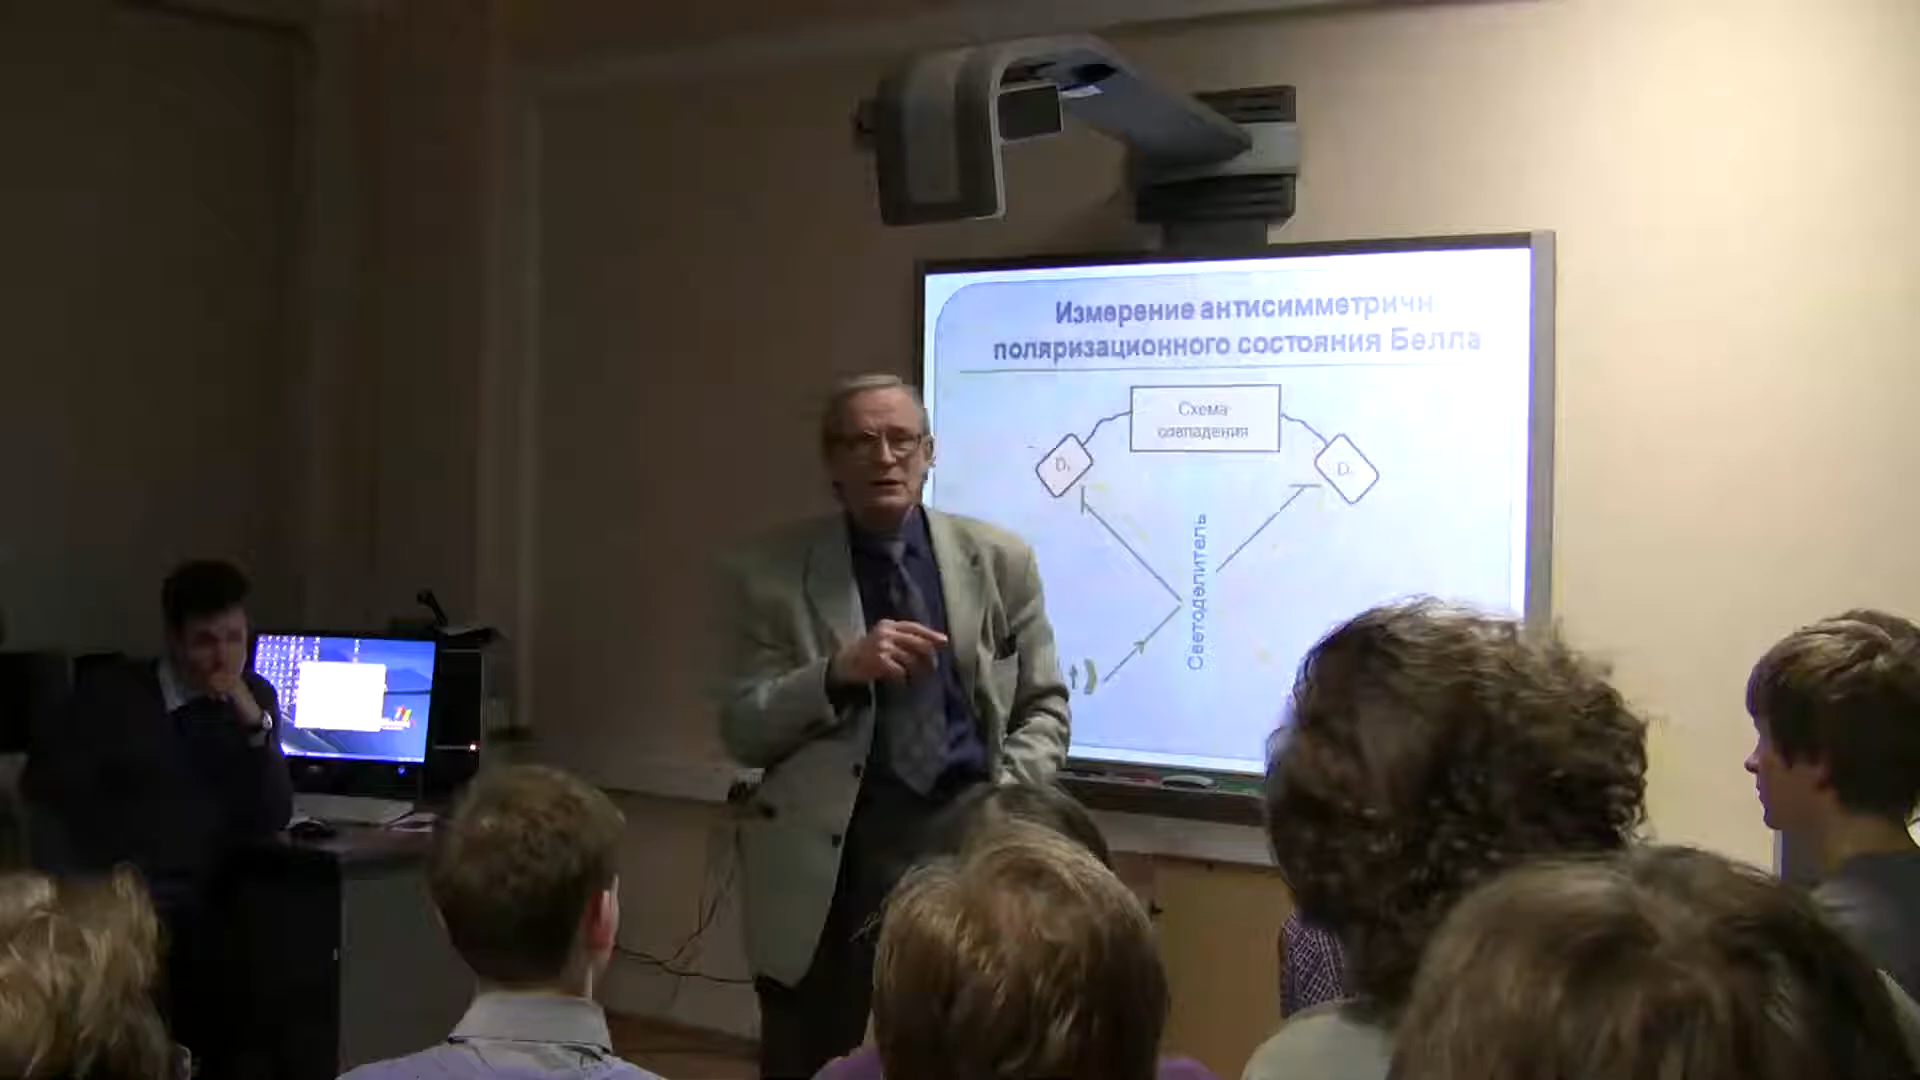 Измерение антисимметричн
поляризационного состояния Белла
Схема
совпадения
D
D
Светоделитель